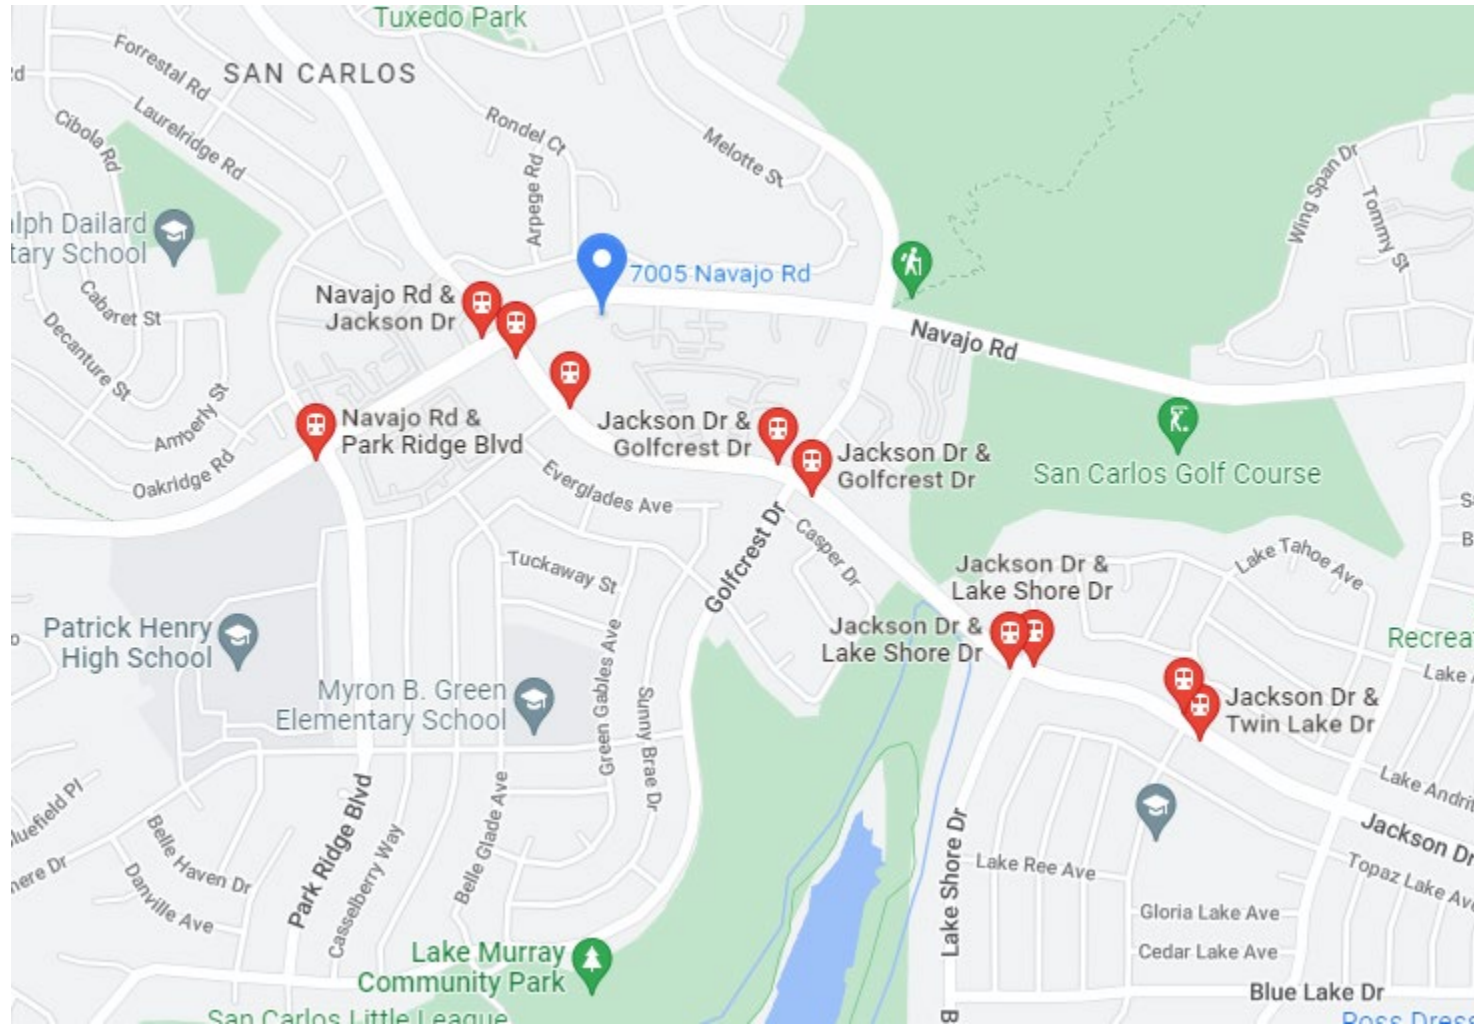 Tuxedo Park
SAN CARLOS
Forrestal Rd
Laurelridge Rd
Cibola Rd
Rondel Ct
Arpege Rd
Melotte St
Wing Span Dr
Tommy St
Dailard
School
Cabaret St
Decanture St
Amberly St
Oakridge Rd
Navajo Rd &
Jackson Dr
7005 Navajo Rd
Navajo Rd
Navajo Rd &
Park Ridge Blvd
Jackson Dr &
Golfcrest Dr
Jackson Dr &
Golfcrest Dr
San Carlos Golf Course
Everglades Ave
Golfcrest Dr
Casper Dr
Tuckaway St
Lake Tahoe Ave
Jackson Dr &
Lake Shore Dr
Jackson Dr &
Lake Shore Dr
Patrick Henry
High School
Myron B. Green
Elementary School
Green Gables Ave
Sunny Brae Dr
Jackson Dr &
Twin Lake Dr
Lake
Lake
Jackson Dr
Topaz Lake
Park Ridge Blvd
Casselberry Way
Belle Glade Ave
Belle Haven Dr
Danville Ave
Dr
Pl
Lake Shore Dr
Lake Ree Ave
Gloria Lake Ave
Cedar Lake Ave
Blue Lake Dr
Lake Murray
Community Park
San Carlos Little League
Ross